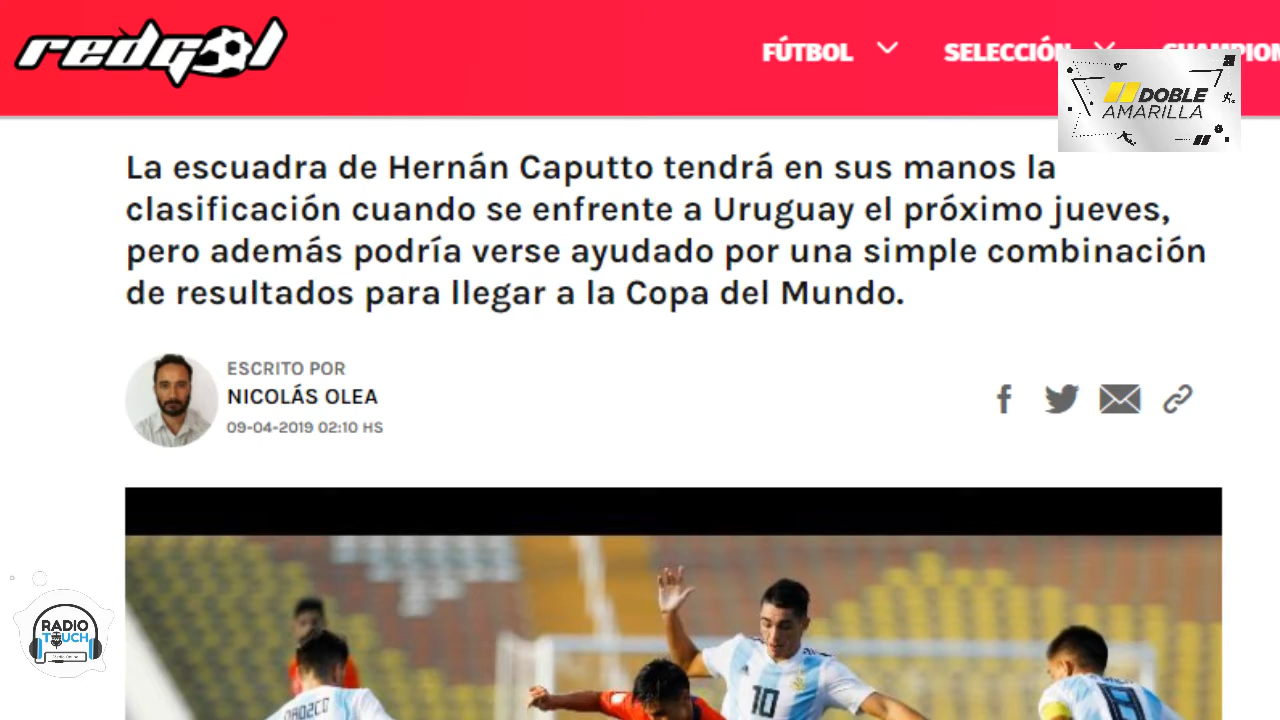 redgol
FÚTBOL
SELECCIÓN
DOBLE
AMARILLA
La escuadra de Hernán Caputto tendrá en sus manos la
clasificación cuando se enfrente a Uruguay el próximo jueves,
pero además podría verse ayudado por una simple combinación
de resultados para llegar a la Copa del Mundo.
ESCRITO POR
NICOLÁS OLEA
09-04-2019 02:10 HS
RADIO
TOUCH
OROZCO
10
8